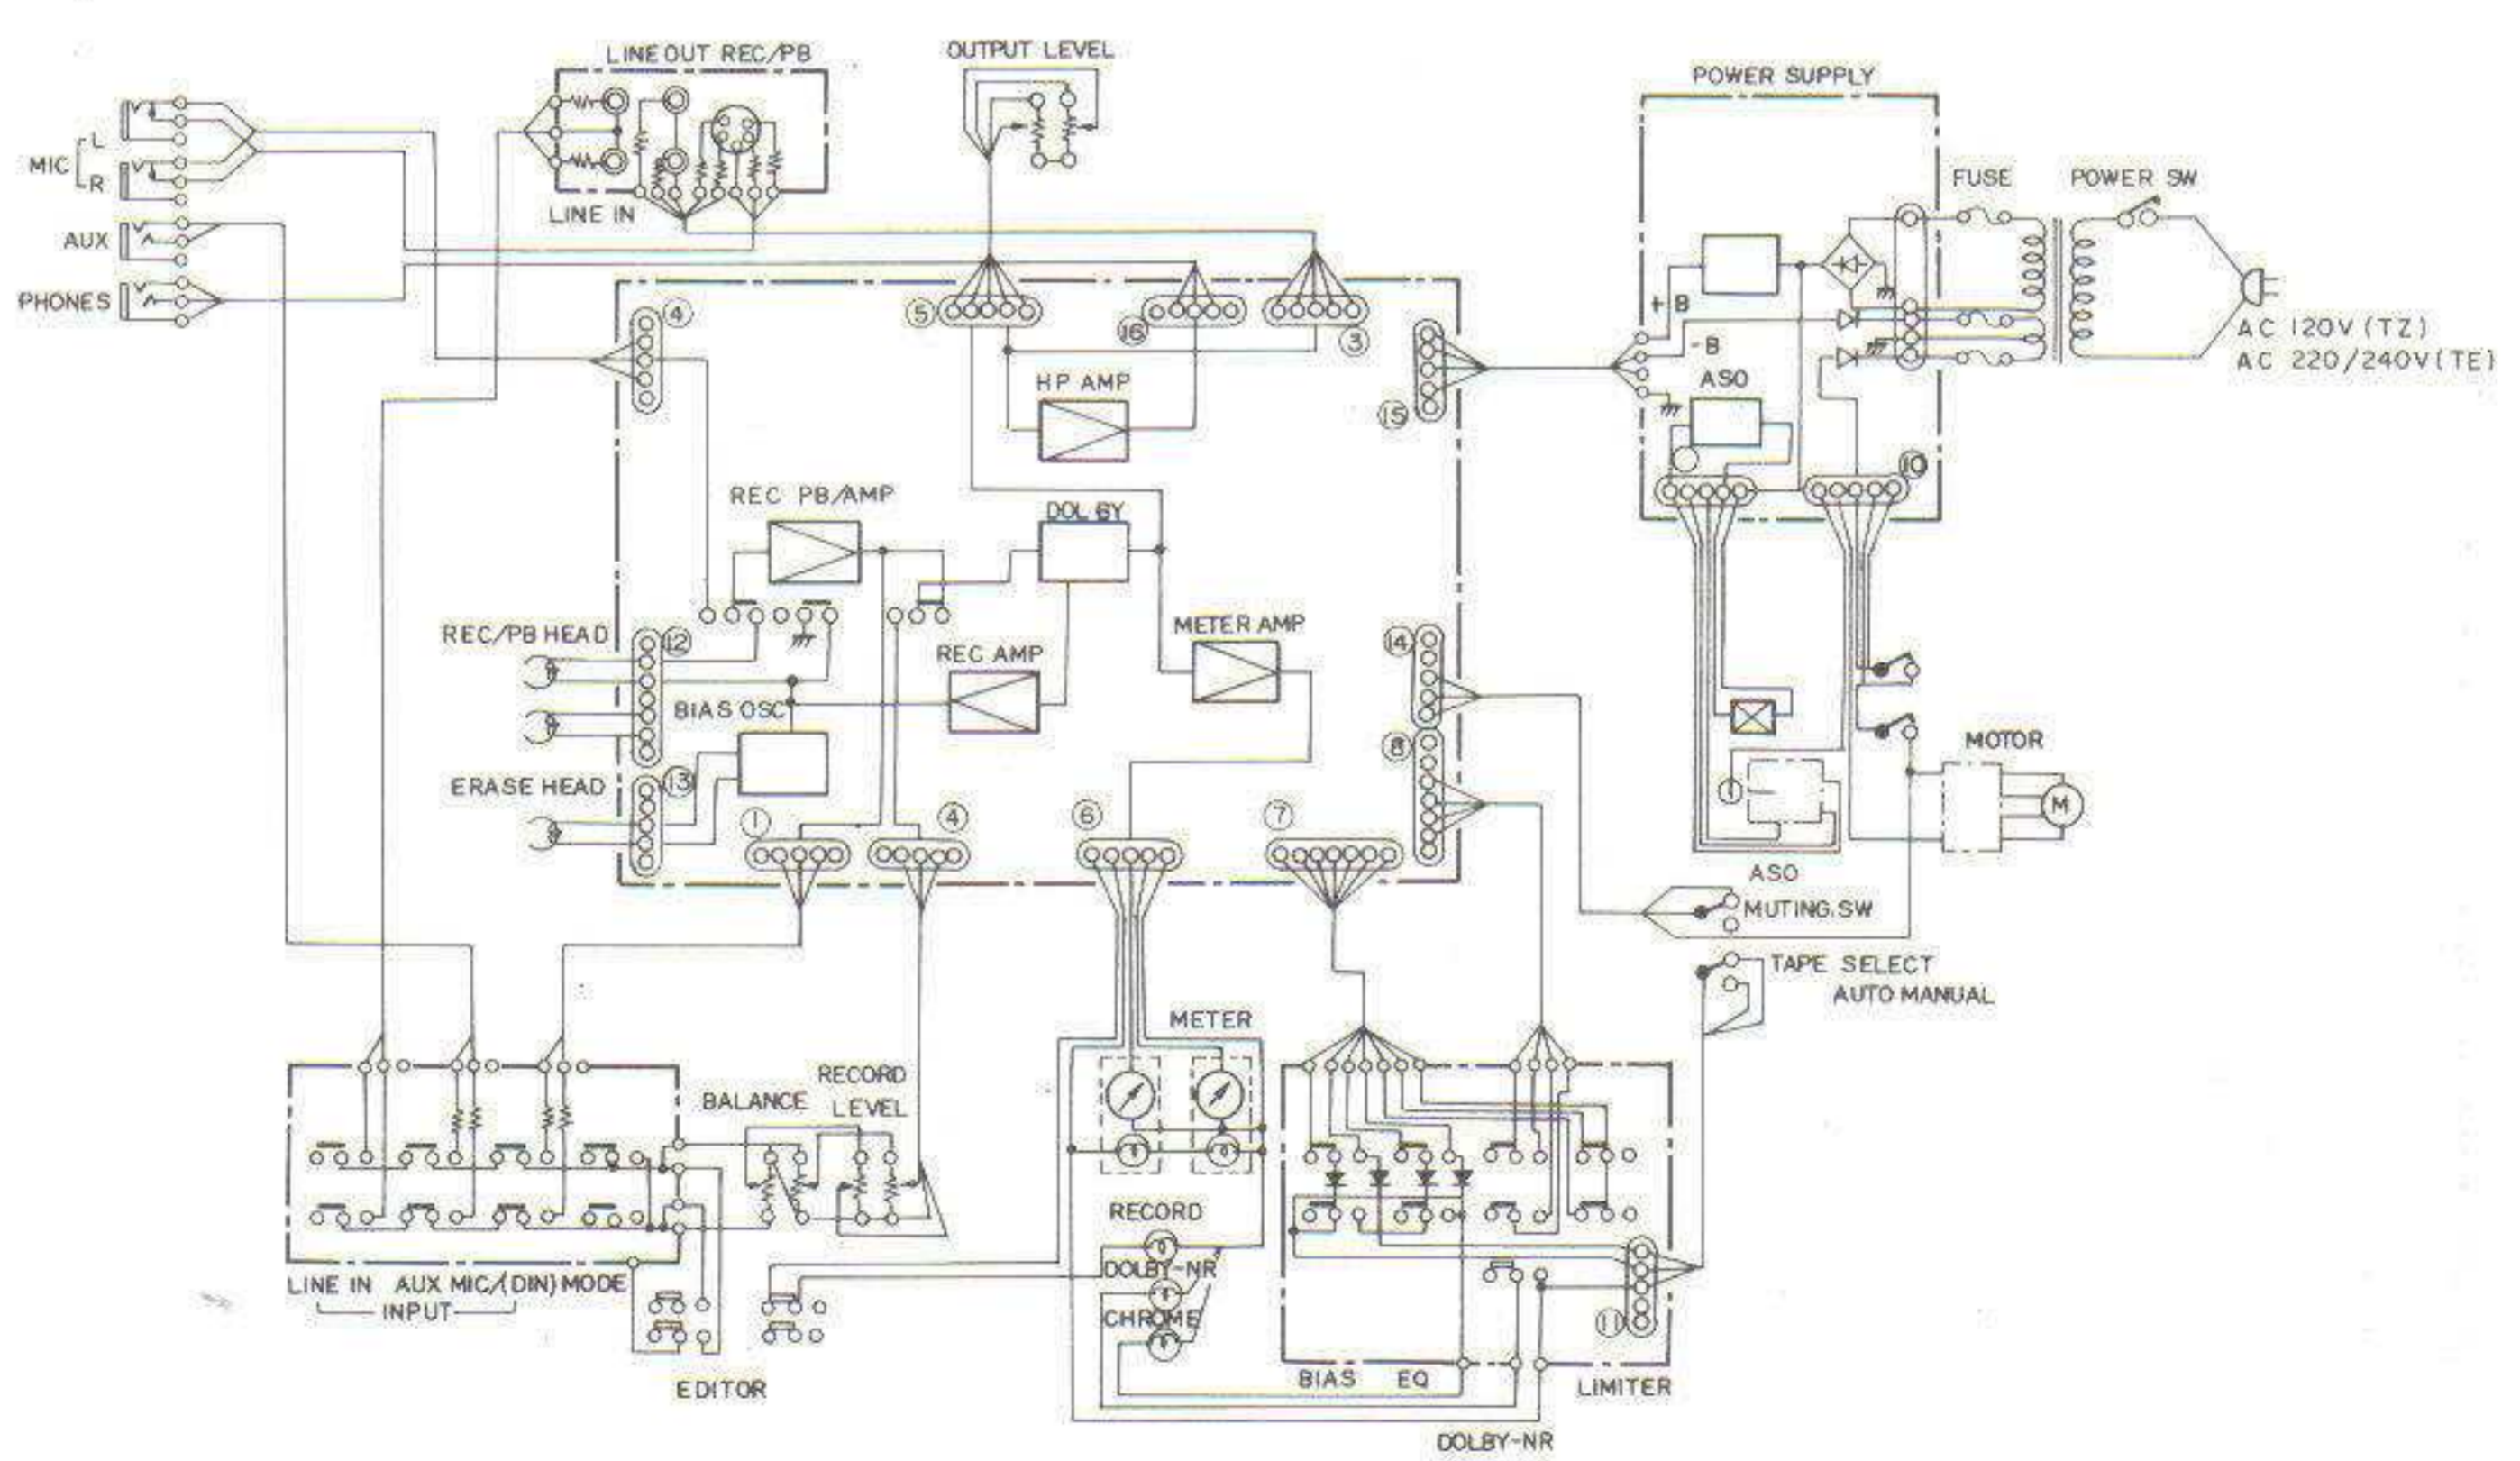 LINE OUT REC/PB
OUTPUT LEVEL
POWER SUPPLY
L
MIC
R
FUSE
POWER SW
LINE IN
AUX
PHONES
4
5
16
3
+B
-B
AC 120V (TZ)
AC 220/240V (TE)
HP AMP
ASO
15
10
REC PB/AMP
DOLBY
REC/PB HEAD
12
METER AMP
14
REC AMP
BIAS OSC
8
MOTOR
ERASE HEAD
13
M
1
4
6
7
ASO
MUTING.SW
TAPE SELECT
AUTO MANUAL
METER
RECORD
LEVEL
BALANCE
RECORD
DOLBY-NR
CHROME
LINE IN AUX MIC/(DIN) MODE
INPUT
11
EDITOR
BIAS EQ
LIMITER
DOLBY-NR